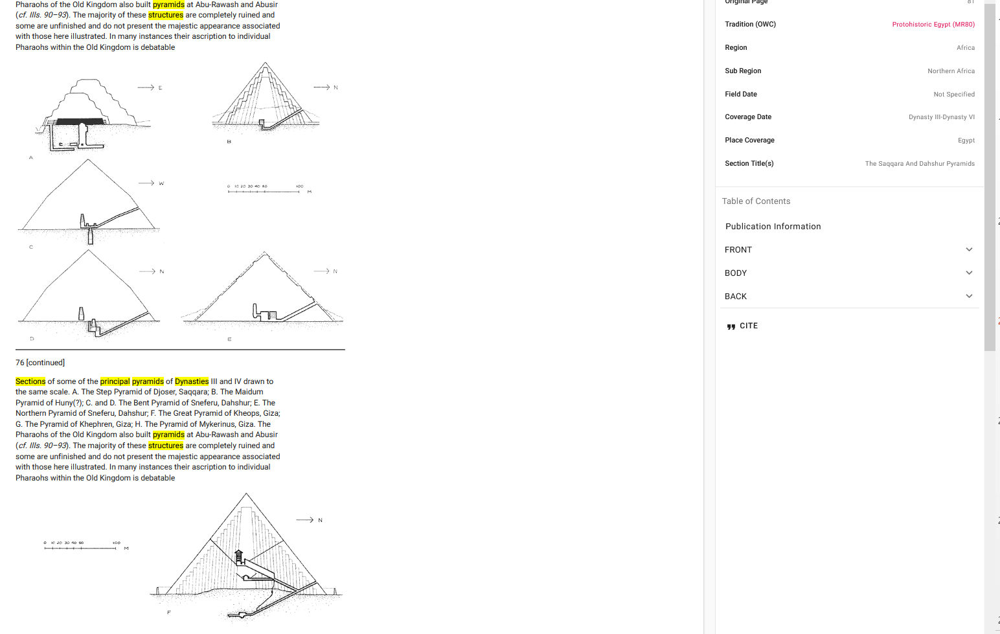 Pharaohs of the Old Kingdom also built pyramids at Abu-Rawash and Abusir
(cf. Ills. 90–93). The majority of these structures are completely ruined and
some are unfinished and do not present the majestic appearance associated
with those here illustrated. In many instances their ascription to individual
Pharaohs within the Old Kingdom is debatable
E
N
A
B
W
0 10 20 30 40 50 100
M
C
N
N
D
E
76 [continued]
Sections of some of the principal pyramids of Dynasties III and IV drawn to
the same scale. A. The Step Pyramid of Djoser, Saqqara; B. The Maidum
Pyramid of Huny(?); C. and D. The Bent Pyramid of Sneferu, Dahshur; E. The
Northern Pyramid of Sneferu, Dahshur; F. The Great Pyramid of Kheops, Giza;
G. The Pyramid of Khephren, Giza; H. The Pyramid of Mykerinus, Giza. The
Pharaohs of the Old Kingdom also built pyramids at Abu-Rawash and Abusir
(cf. Ills. 90–93). The majority of these structures are completely ruined and
some are unfinished and do not present the majestic appearance associated
with those here illustrated. In many instances their ascription to individual
Pharaohs within the Old Kingdom is debatable
N
0 10 20 30 40 50 100
M
F
Original Page 81
Tradition (OWC) Protohistoric Egypt (MR80)
Region Africa
Sub Region Northern Africa
Field Date Not Specified
Coverage Date Dynasty III-Dynasty VI
Place Coverage Egypt
Section Title(s) The Saqqara And Dahshur Pyramids
Table of Contents
Publication Information
FRONT
BODY
BACK
CITE